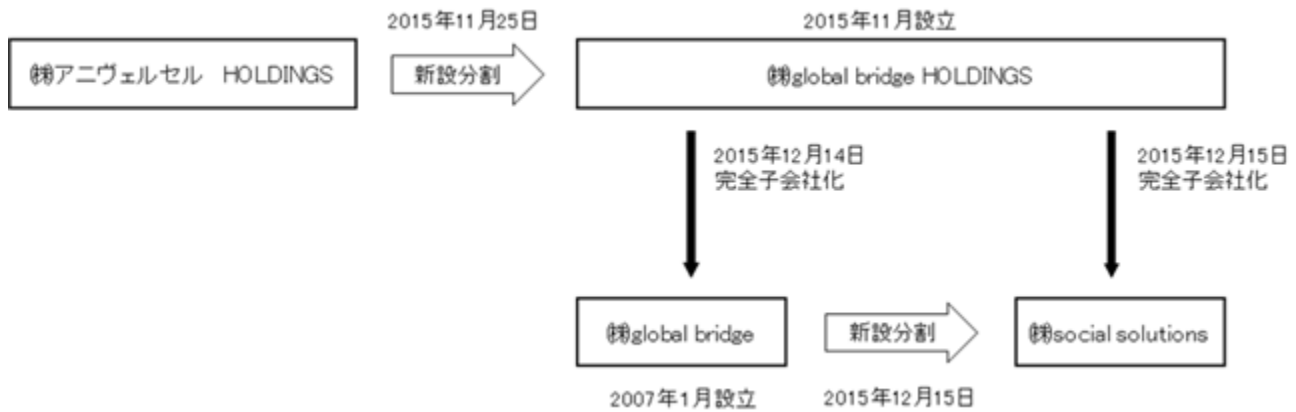 2015年11月25日
2015年11月設立
㈱アニヴェルセル　HOLDINGS
新設分割
㈱global bridge HOLDINGS
2015年12月14日
完全子会社化
2015年12月15日
完全子会社化
㈱global bridge
新設分割
㈱social solutions
2007年1月設立
2015年12月15日